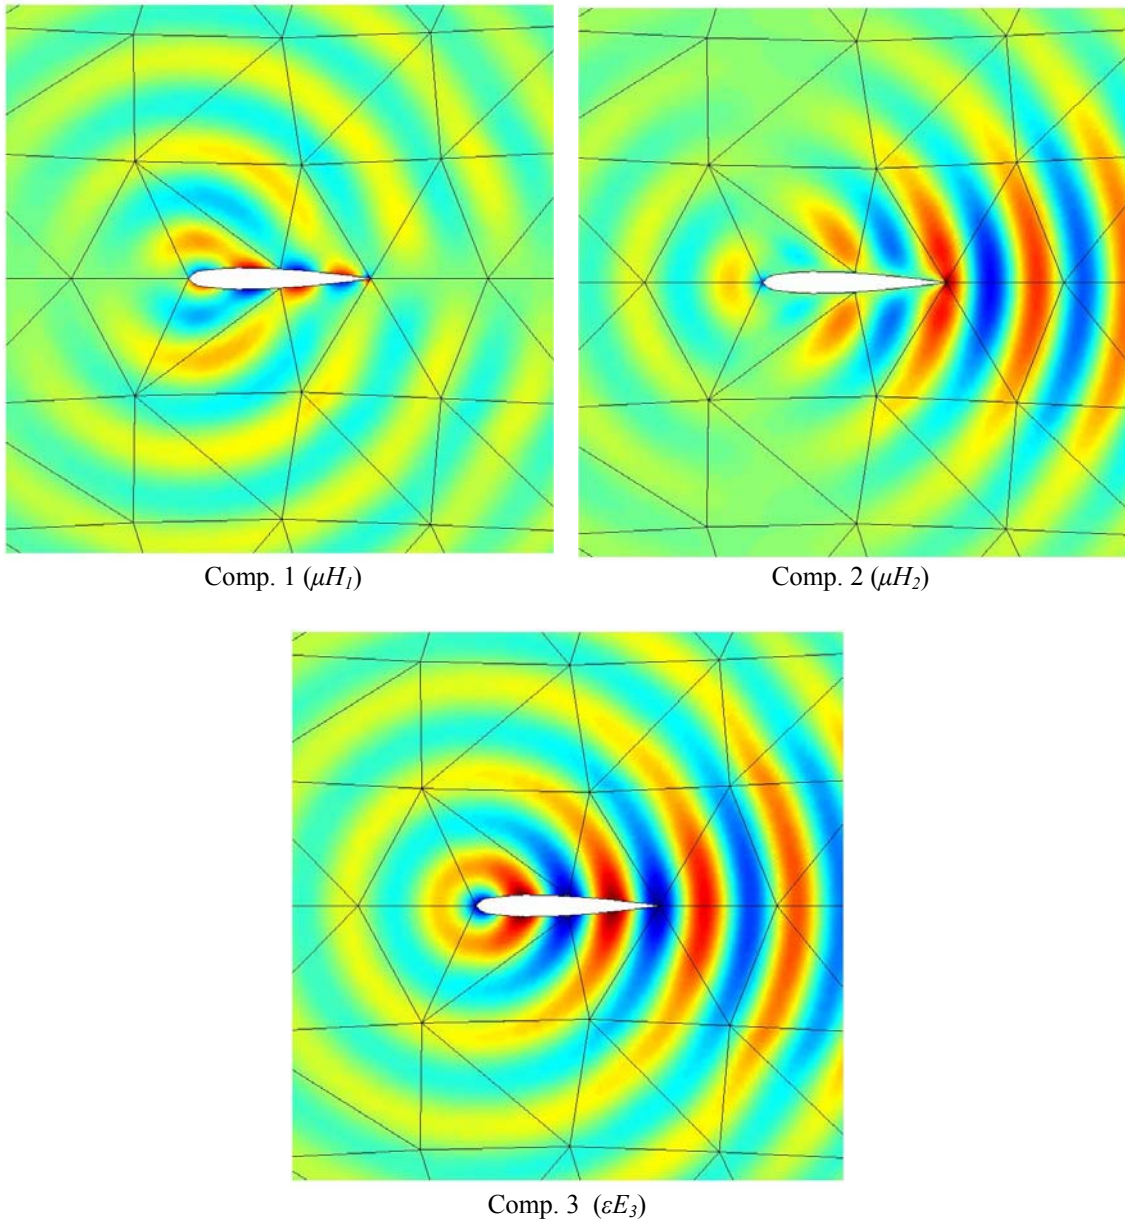 Comp. 1 (μH₁)
Comp. 2 (μH₂)
Comp. 3 (εE₃)